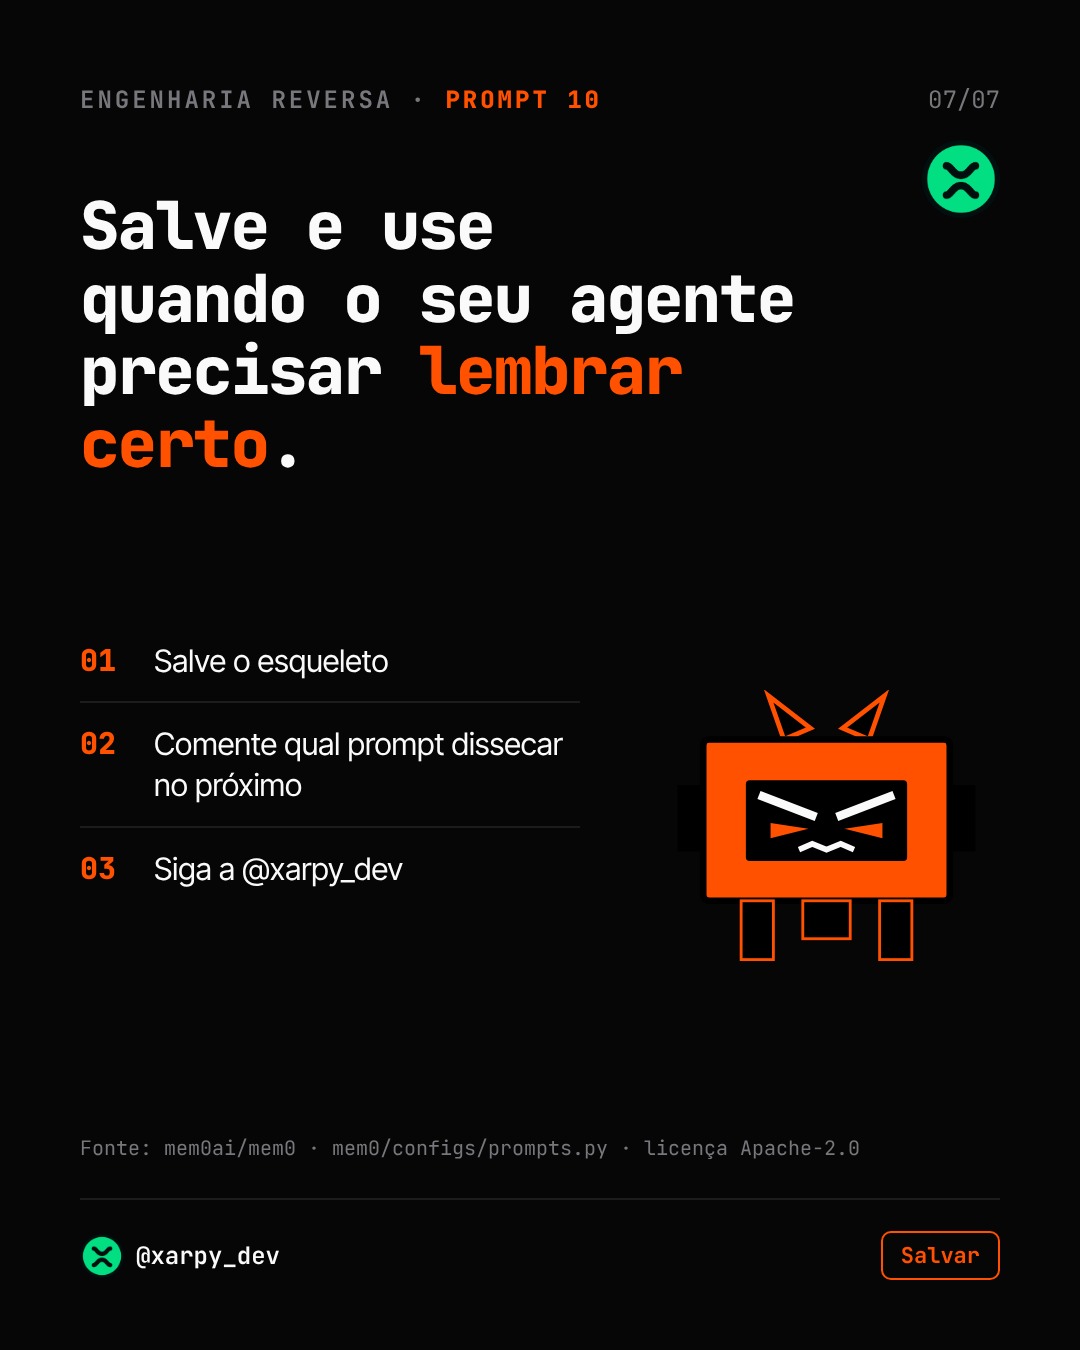 ENGENHARIA REVERSA · PROMPT 10
07/07
Salve e use
quando o seu agente
precisar lembrar
certo.
01 Salve o esqueleto
02 Comente qual prompt dissecar
no próximo
03 Siga a @xarpy_dev
Fonte: mem0ai/mem0 · mem0/configs/prompts.py · licença Apache-2.0
@xarpy_dev
Salvar